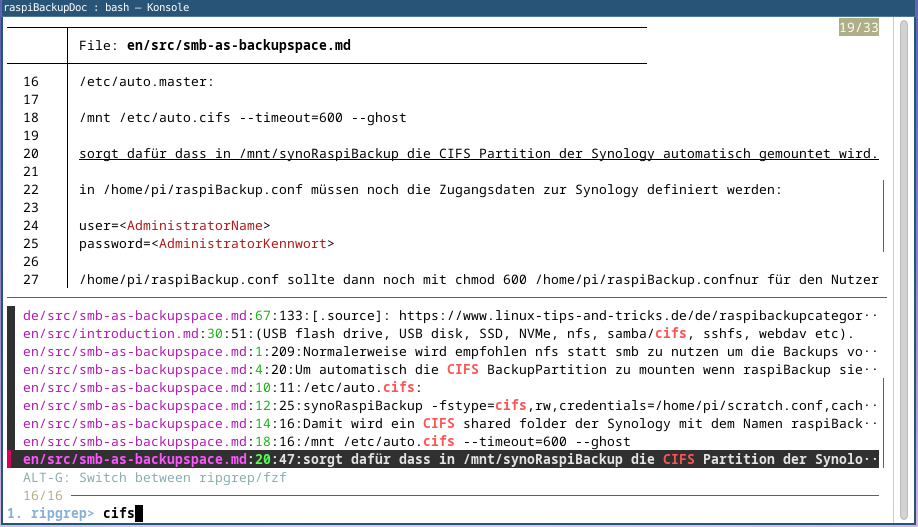 raspiBackupDoc : bash — Konsole
19/33
File: en/src/smb-as-backupspace.md
16 /etc/auto.master:
17
18 /mnt /etc/auto.cifs --timeout=600 --ghost
19
20 sorgt dafür dass in /mnt/synoRaspiBackup die CIFS Partition der Synology automatisch gemountet wird.
21
22 in /home/pi/raspiBackup.conf müssen noch die Zugangsdaten zur Synology definiert werden:
23
24 user=<AdministratorName>
25 password=<AdministratorKennwort>
26
27 /home/pi/raspiBackup.conf sollte dann noch mit chmod 600 /home/pi/raspiBackup.confnur für den Nutzer
de/src/smb-as-backupspace.md:67:133:[.source]: https://www.linux-tips-and-tricks.de/de/raspibackupcategor··
en/src/introduction.md:30:51:(USB flash drive, USB disk, SSD, NVMe, nfs, samba/cifs, sshfs, webdav etc).
en/src/smb-as-backupspace.md:1:209:Normalerweise wird empfohlen nfs statt smb zu nutzen um die Backups vo··
en/src/smb-as-backupspace.md:4:20:Um automatisch die CIFS BackupPartition zu mounten wenn raspiBackup sie··
en/src/smb-as-backupspace.md:10:11:/etc/auto.cifs:
en/src/smb-as-backupspace.md:12:25:synoRaspiBackup -fstype=cifs,rw,credentials=/home/pi/scratch.conf,cach··
en/src/smb-as-backupspace.md:14:16:Damit wird ein CIFS shared folder der Synology mit dem Namen raspiBack··
en/src/smb-as-backupspace.md:18:16:/mnt /etc/auto.cifs --timeout=600 --ghost
en/src/smb-as-backupspace.md:20:47:sorgt dafür dass in /mnt/synoRaspiBackup die CIFS Partition der Synolo··
ALT-G: Switch between ripgrep/fzf
16/16
1. ripgrep> cifs